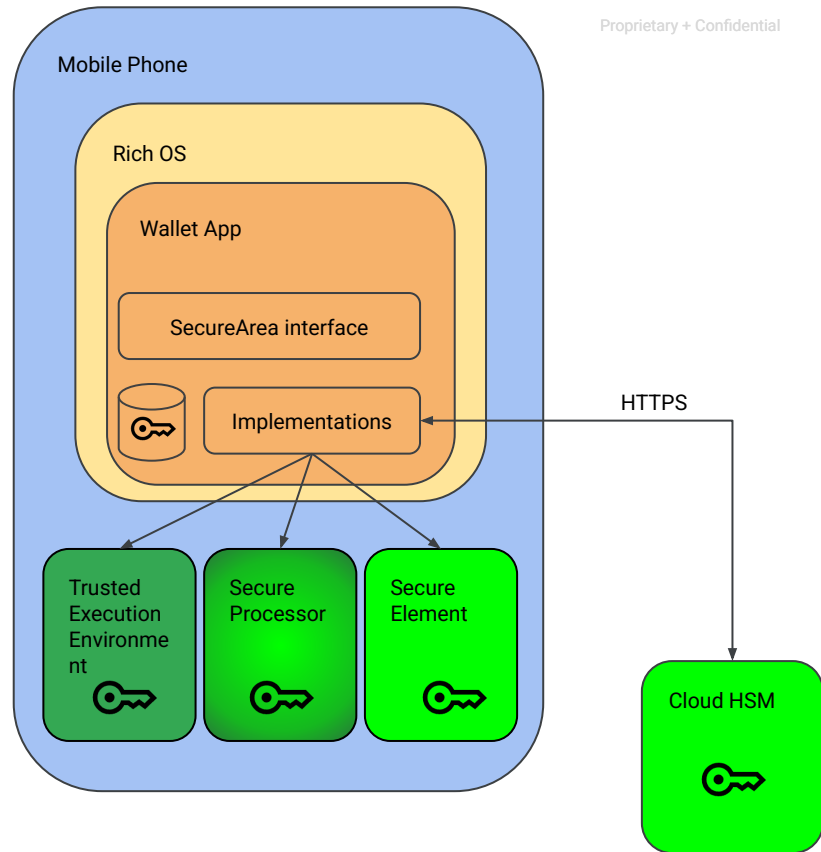 Proprietary + Confidential
Mobile Phone
Rich OS
Wallet App
SecureArea interface
Implementations
HTTPS
Trusted
Execution
Environme
nt
Secure
Processor
Secure
Element
Cloud HSM